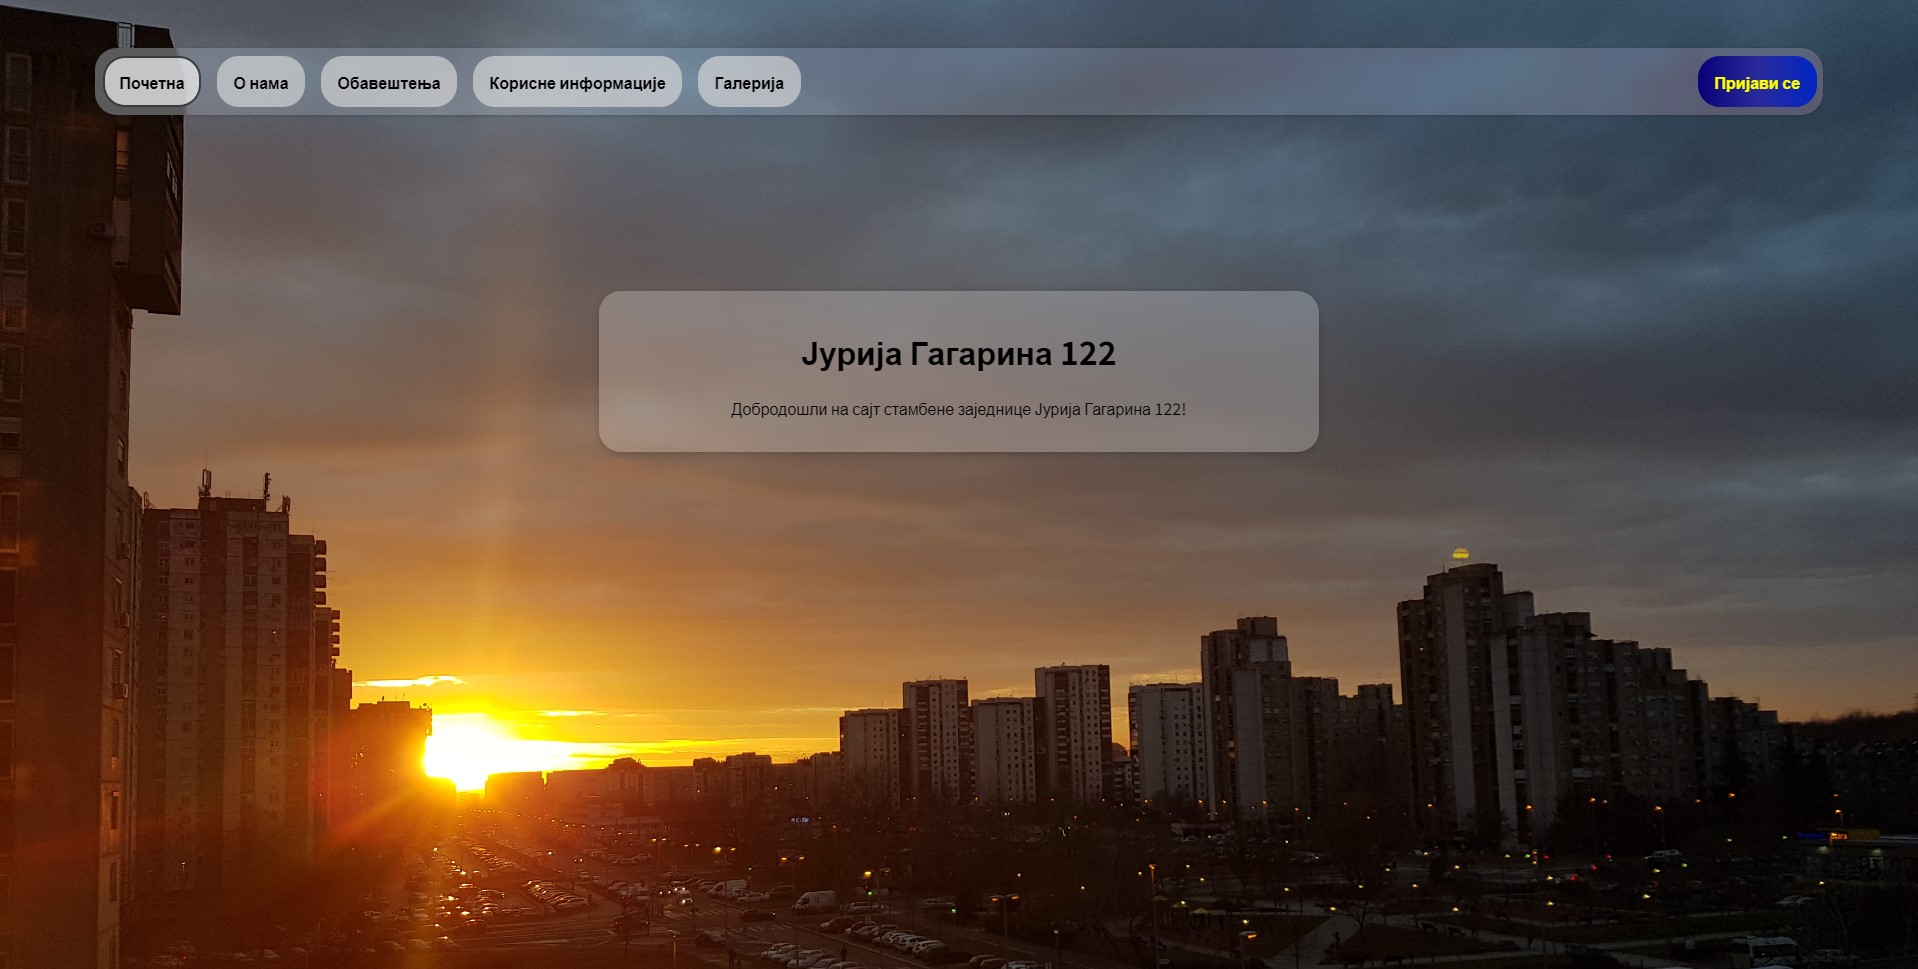 Почетна
О нама
Обавештења
Корисне информације
Галерија
Пријави се
Јурија Гагарина 122
Добродошли на сајт стамбене заједнице Јурија Гагарина 122!